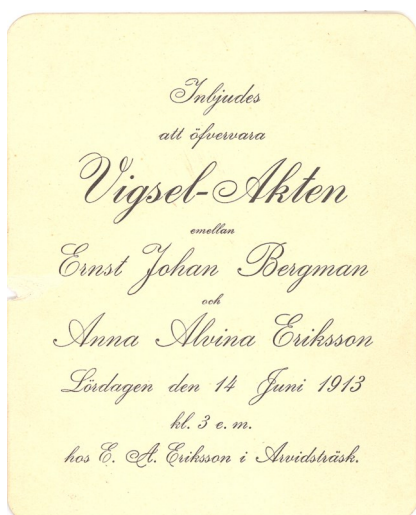 Inbjudes
att öfvervara
Vigsel-Akten
emellan
Ernst Johan Bergman
och
Anna Alvina Eriksson
Lördagen den 14 Juni 1913
kl. 3 e. m.
hos E. A. Eriksson i Arvidsträsk.